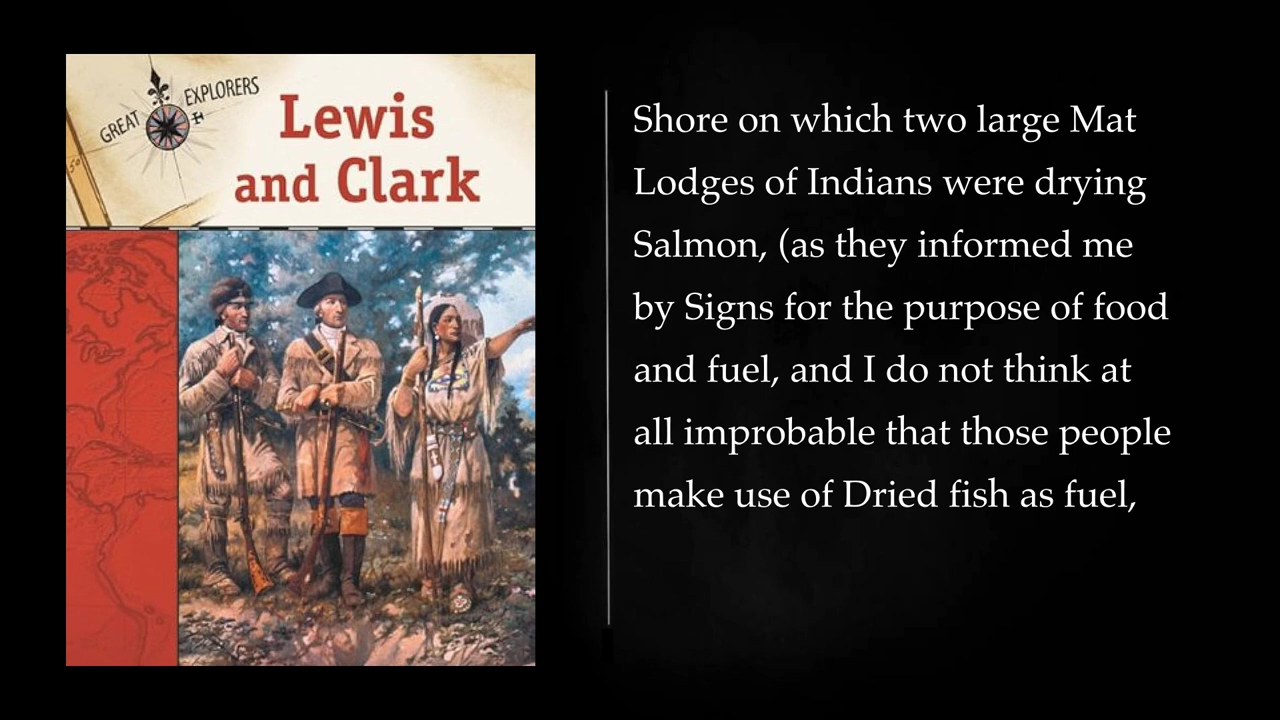 GREAT EXPLORERS
Lewis
and Clark
50
Shore on which two large Mat
Lodges of Indians were drying
Salmon, (as they informed me
by Signs for the purpose of food
and fuel, and I do not think at
all improbable that those people
make use of Dried fish as fuel,